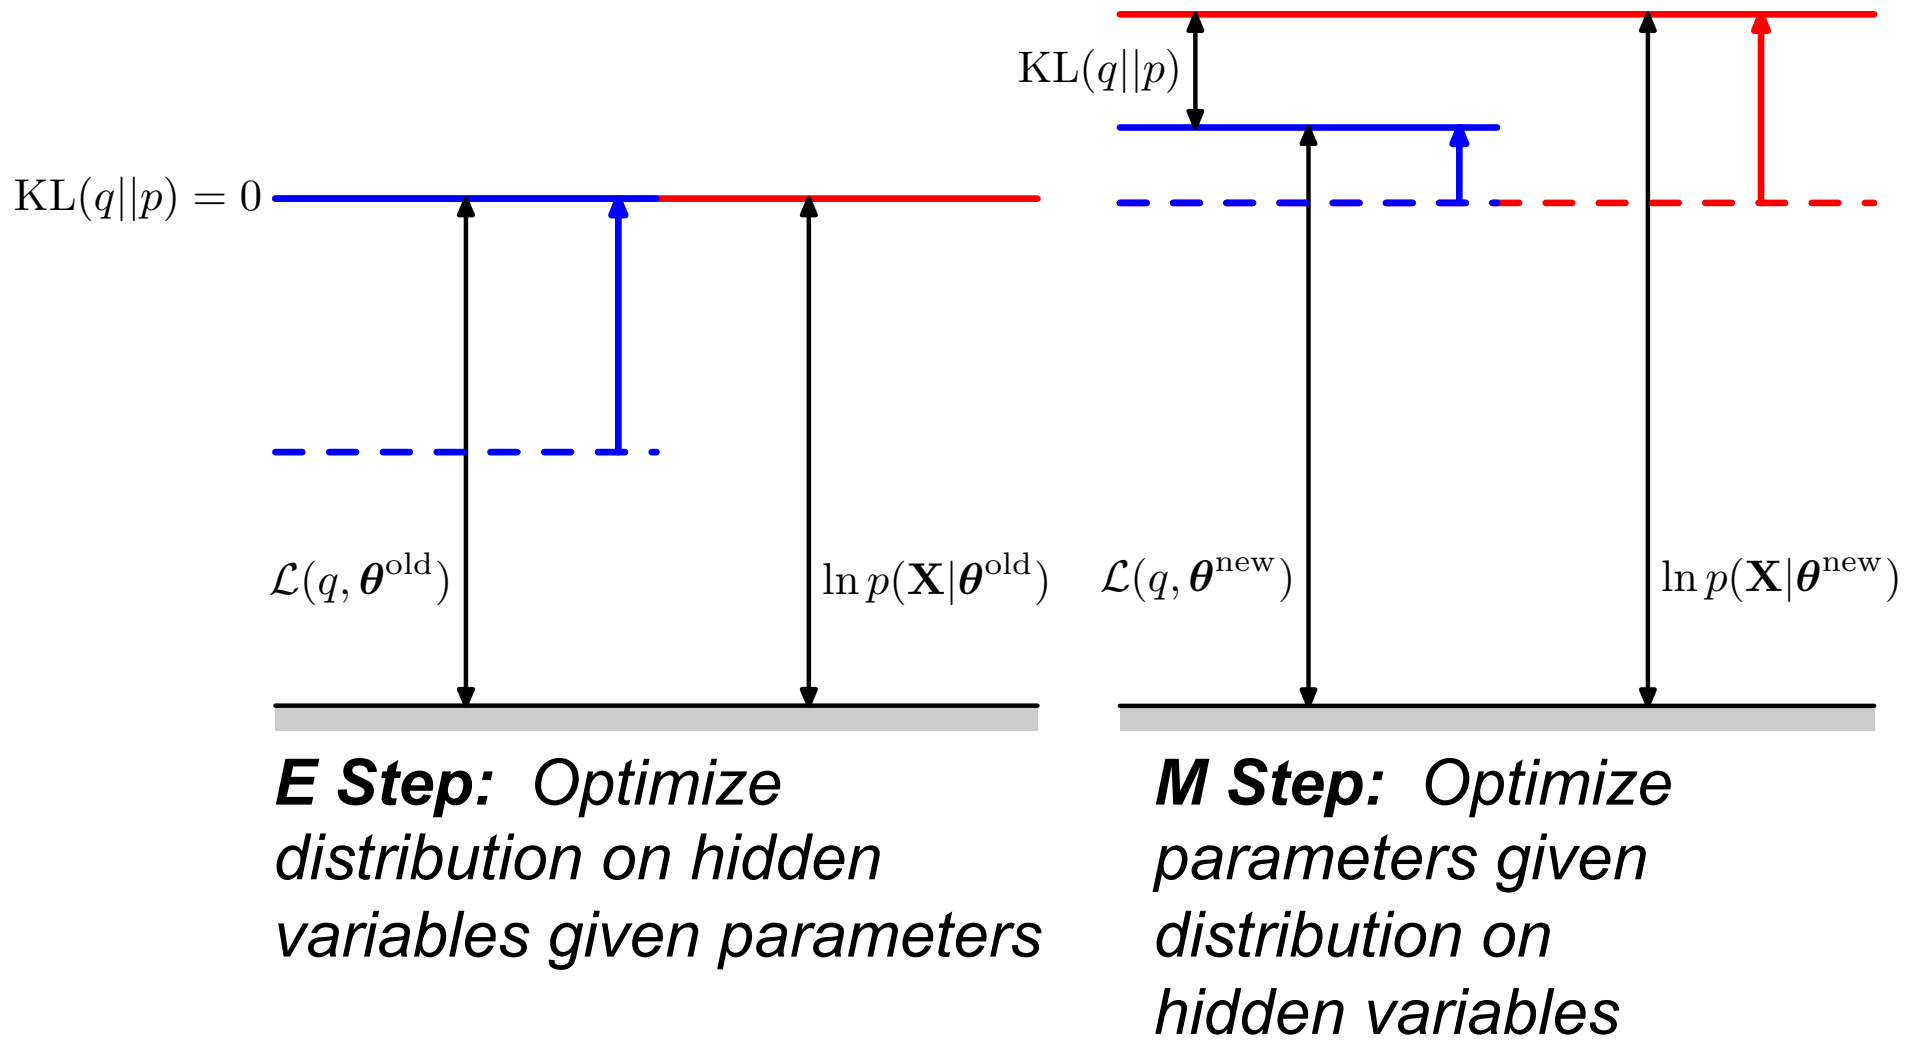 KL(q||p) = 0
ℒ(q, θ^old)
ln p(X|θ^old)
E Step: Optimize
distribution on hidden
variables given parameters
KL(q||p)
ℒ(q, θ^new)
ln p(X|θ^new)
M Step: Optimize
parameters given
distribution on
hidden variables